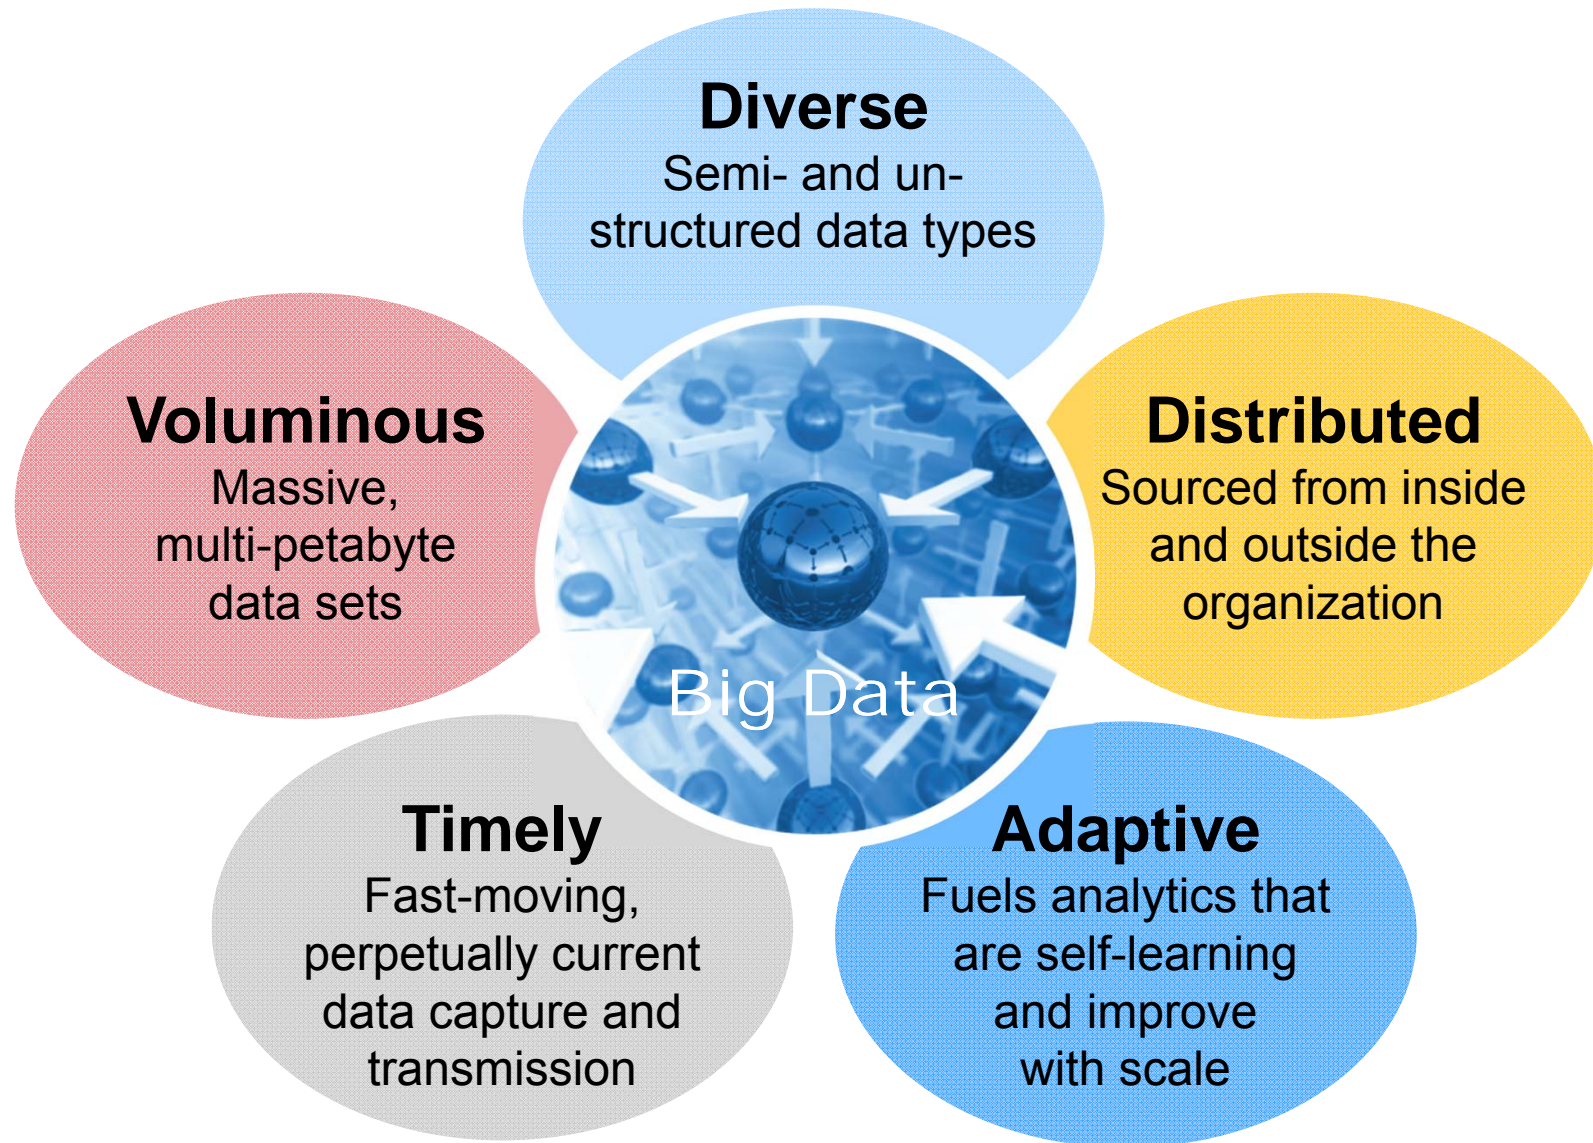 Diverse
Semi- and un-
structured data types
Voluminous
Massive,
multi-petabyte
data sets
Distributed
Sourced from inside
and outside the
organization
Big Data
Timely
Fast-moving,
perpetually current
data capture and
transmission
Adaptive
Fuels analytics that
are self-learning
and improve
with scale